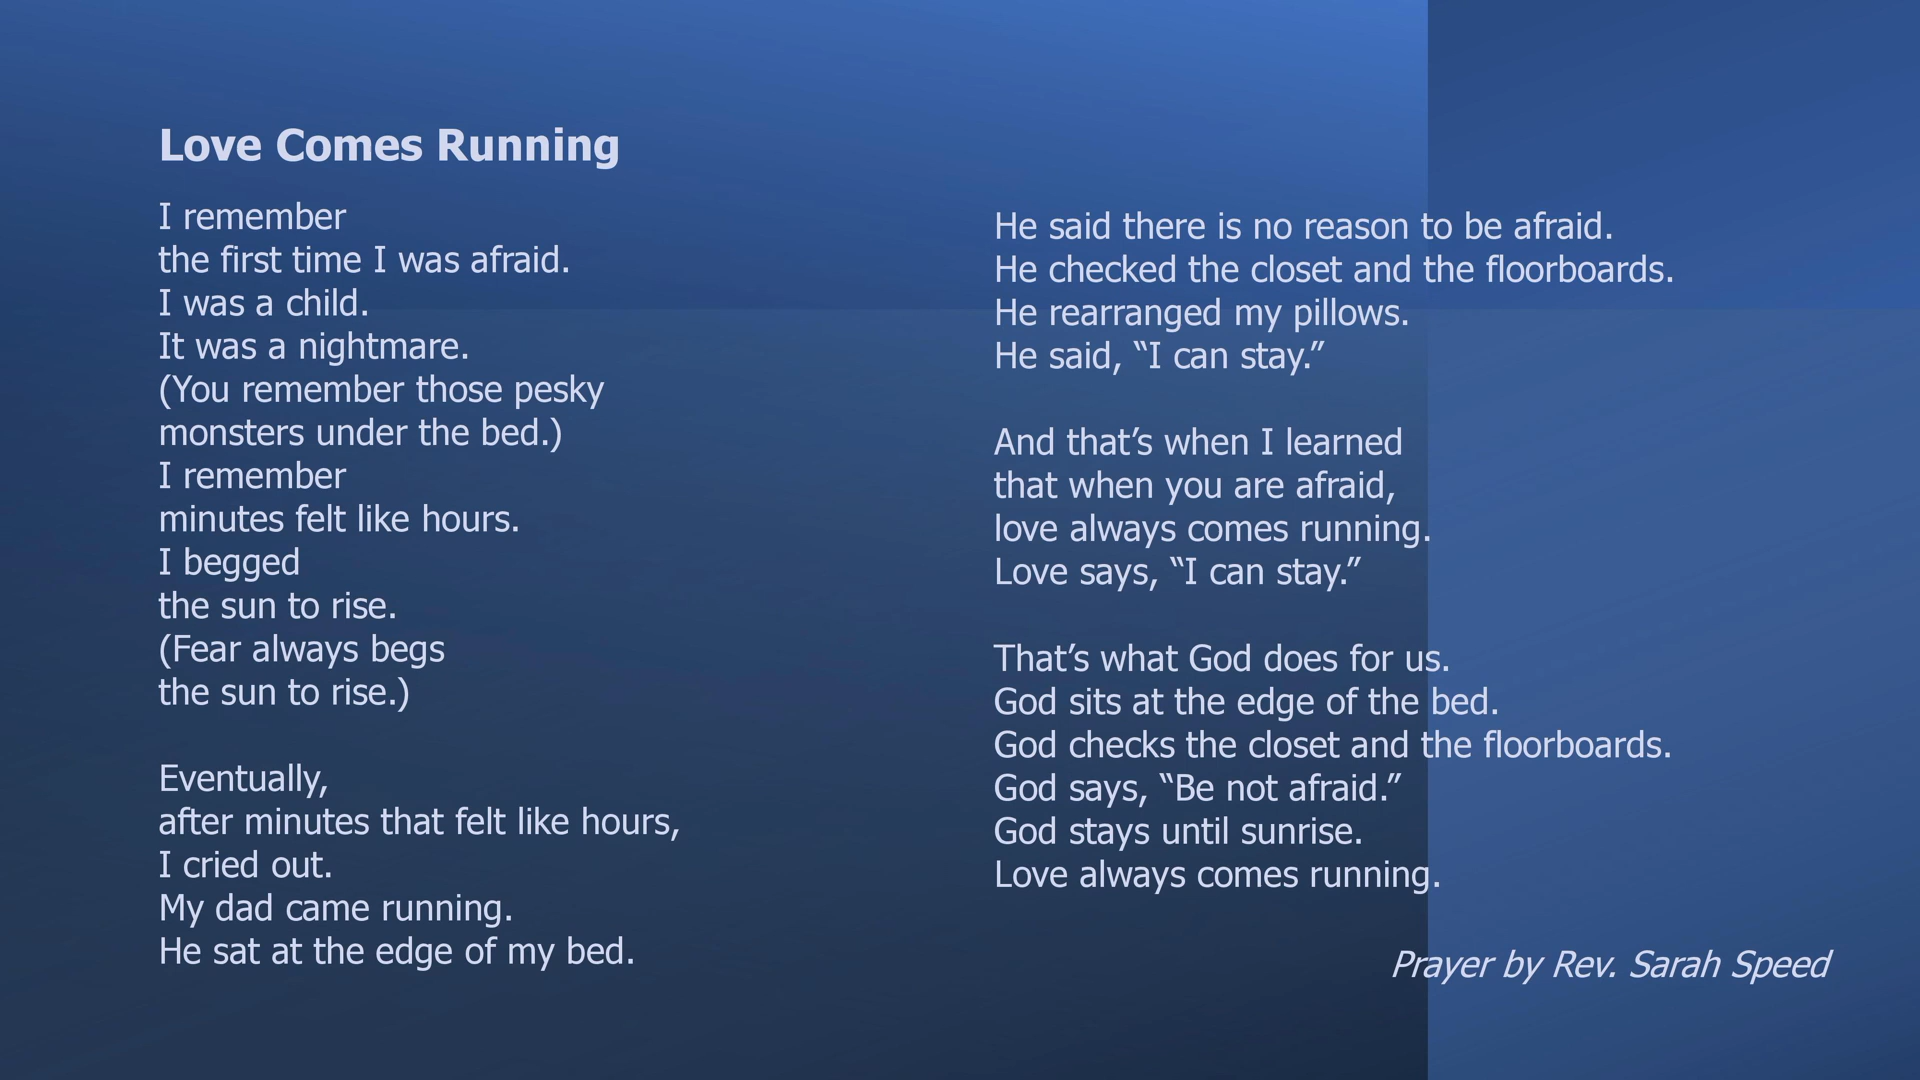 Love Comes Running
I remember
the first time I was afraid.
I was a child.
It was a nightmare.
(You remember those pesky
monsters under the bed.)
I remember
minutes felt like hours.
I begged
the sun to rise.
(Fear always begs
the sun to rise.)
Eventually,
after minutes that felt like hours,
I cried out.
My dad came running.
He sat at the edge of my bed.
He said there is no reason to be afraid.
He checked the closet and the floorboards.
He rearranged my pillows.
He said, “I can stay.”
And that’s when I learned
that when you are afraid,
love always comes running.
Love says, “I can stay.”
That’s what God does for us.
God sits at the edge of the bed.
God checks the closet and the floorboards.
God says, “Be not afraid.”
God stays until sunrise.
Love always comes running.
Prayer by Rev. Sarah Speed